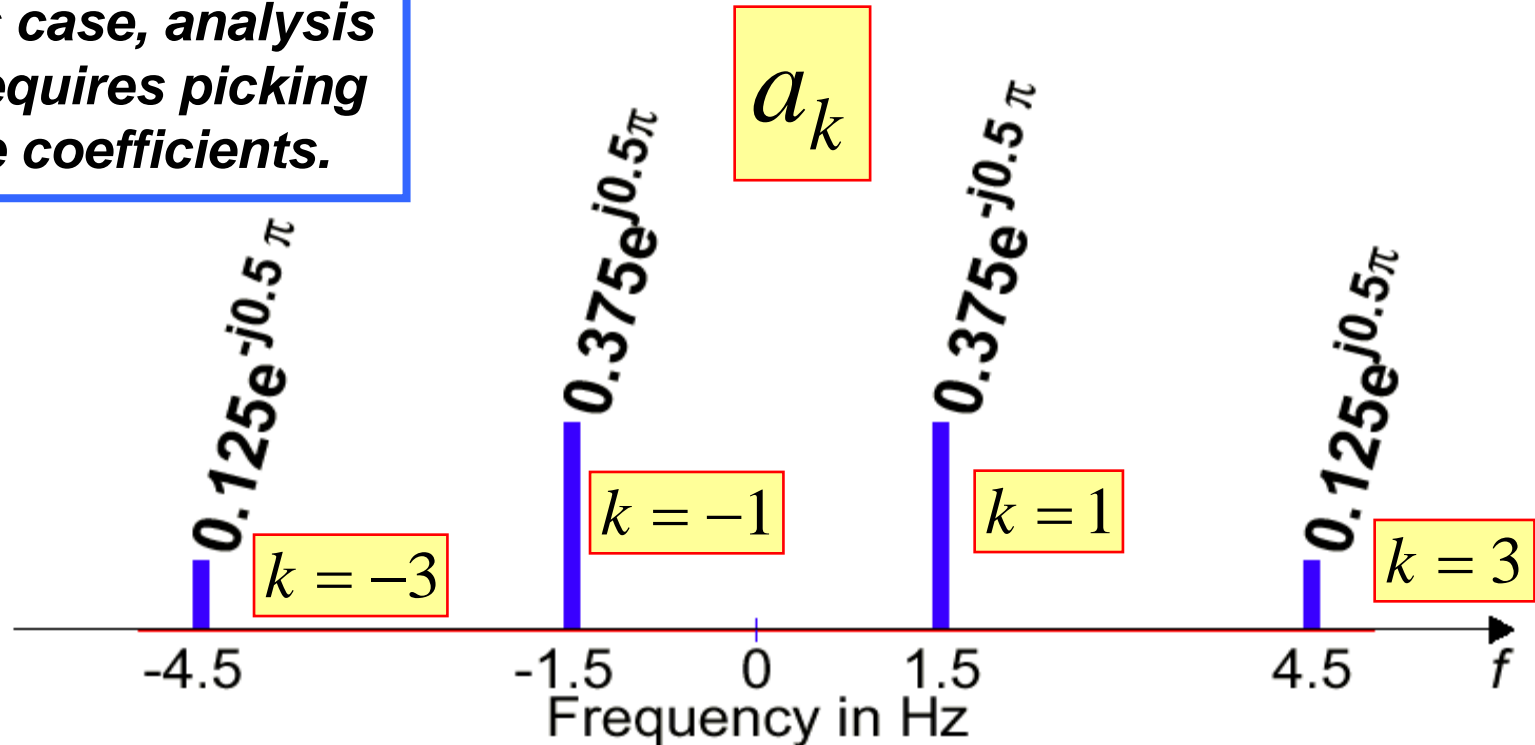 case, analysis
requires picking
coefficients.
a_k
0.125e^{-j0.5π}
0.375e^{j0.5π}
0.375e^{-j0.5π}
0.125e^{j0.5π}
k = −3
k = −1
k = 1
k = 3
-4.5 -1.5 0 1.5 4.5 f
Frequency in Hz